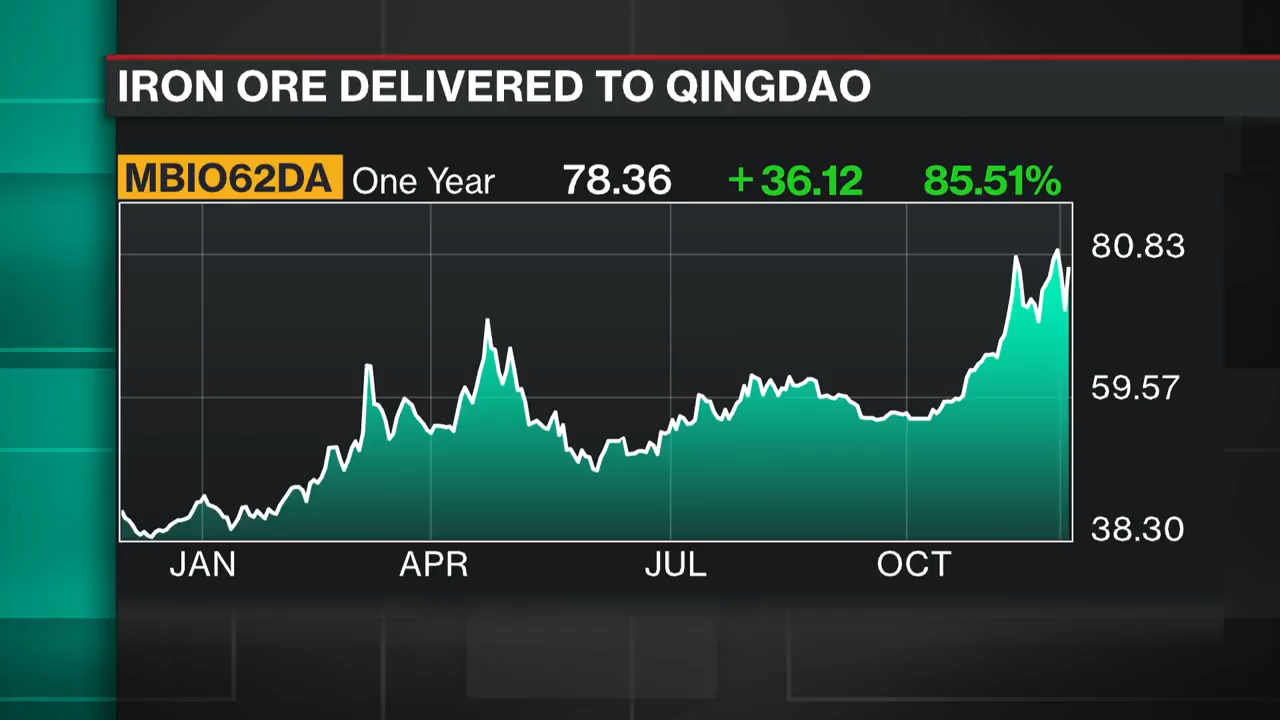 IRON ORE DELIVERED TO QINGDAO
MBIO62DA One Year 78.36 +36.12 85.51%
80.83
59.57
38.30
JAN APR JUL OCT